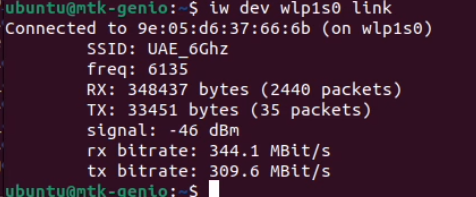 ubuntu@mtk-genio:~$ iw dev wlp1s0 link
Connected to 9e:05:d6:37:66:6b (on wlp1s0)
SSID: UAE_6Ghz
freq: 6135
RX: 348437 bytes (2440 packets)
TX: 33451 bytes (35 packets)
signal: -46 dBm
rx bitrate: 344.1 MBit/s
tx bitrate: 309.6 MBit/s
ubuntu@mtk-genio:~$